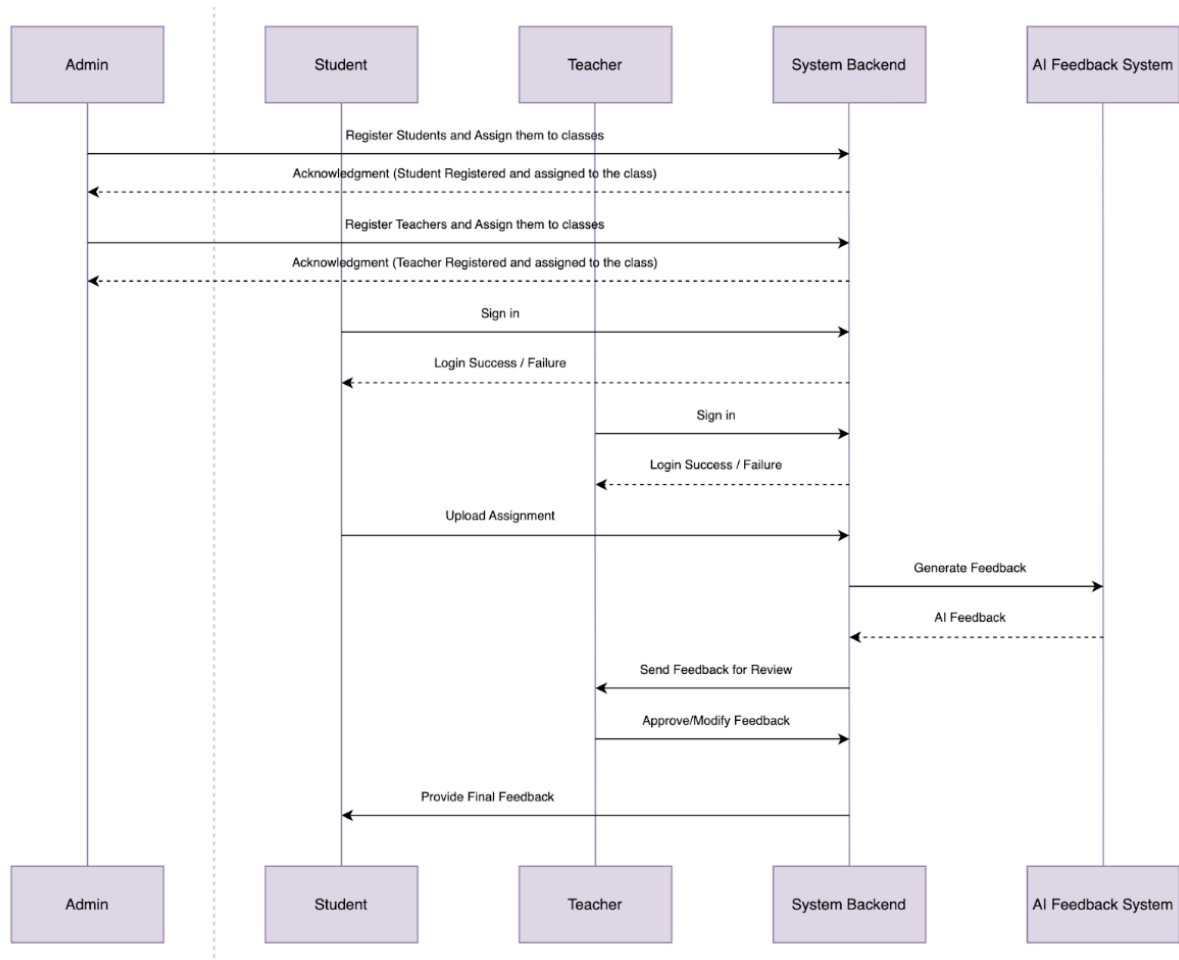 Admin
Student
Teacher
System Backend
AI Feedback System
Register Students and Assign them to classes
Acknowledgment (Student Registered and assigned to the class)
Register Teachers and Assign them to classes
Acknowledgment (Teacher Registered and assigned to the class)
Sign in
Login Success / Failure
Sign in
Login Success / Failure
Upload Assignment
Generate Feedback
AI Feedback
Send Feedback for Review
Approve/Modify Feedback
Provide Final Feedback
Admin
Student
Teacher
System Backend
AI Feedback System